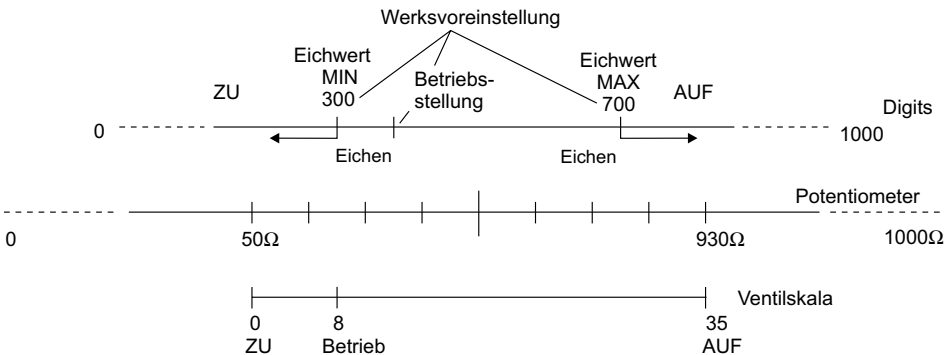 Werksvoreinstellung
Eichwert
MIN
300
Betriebs-
stellung
Eichwert
MAX
700
ZU
AUF
Digits
0
1000
Eichen
Eichen
Potentiometer
0
50Ω
930Ω
1000Ω
Ventilskala
0
8
35
ZU
Betrieb
AUF